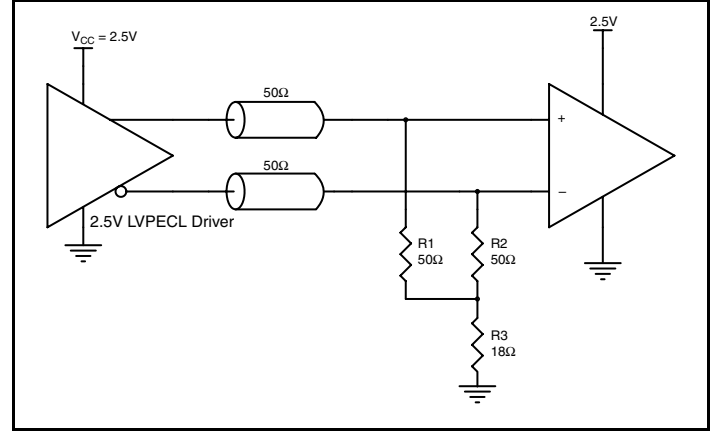 V_CC = 2.5V
2.5V
50Ω
50Ω
+
–
2.5V LVPECL Driver
R1
50Ω
R2
50Ω
R3
18Ω